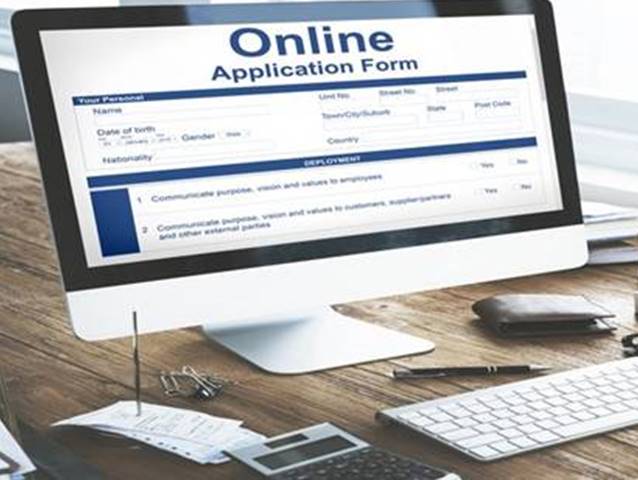 Online
Application Form
Your Personal
Name
Unit No
Street No
Street
Date of birth
Gender
Town/City/Suburb
State
Post Code
Nationality
Country
DEPLOYMENT
1 Communicate purpose, vision and values to employees
Yes No
2 Communicate purpose, vision and values to customers, supplier/partners
and other external parties
Yes No